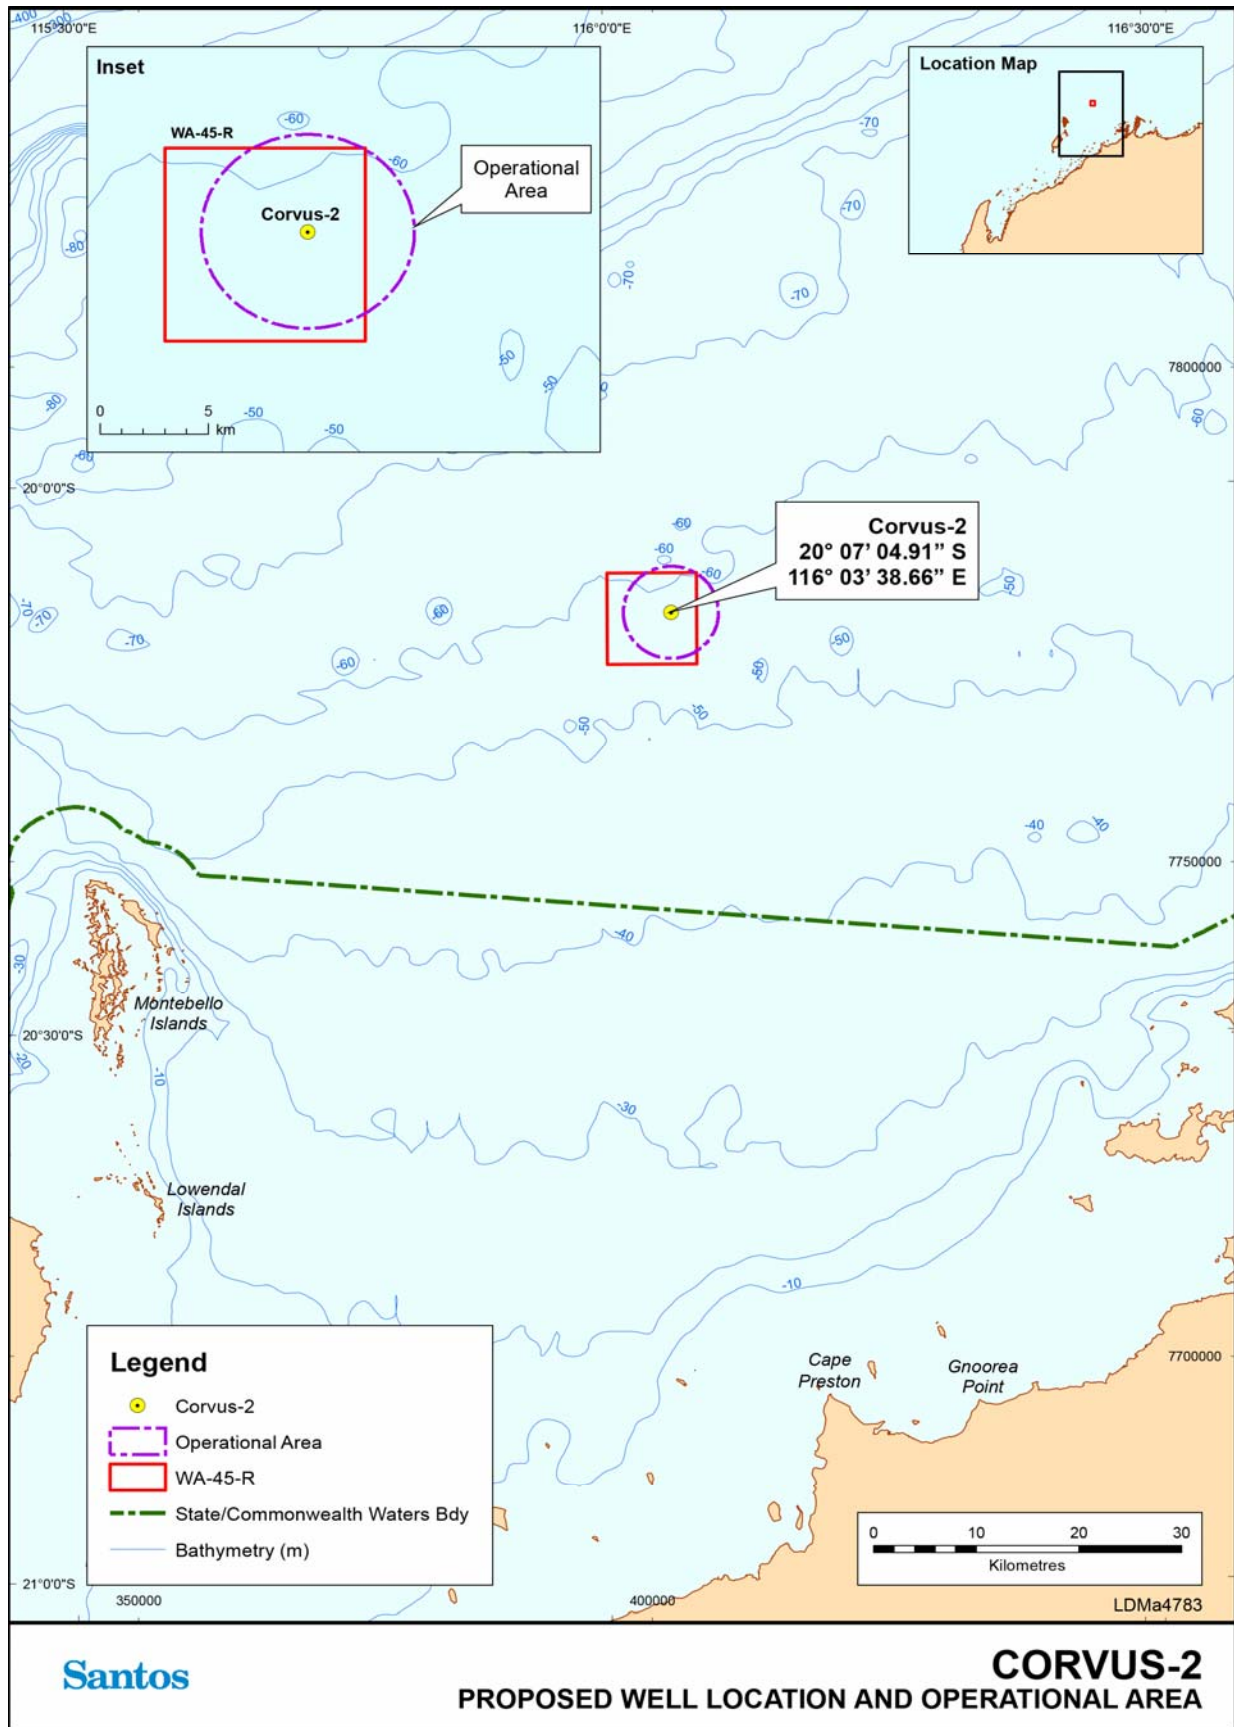 -400
-300
115°30'0"E
116°0'0"E
116°30'0"E
Inset
WA-45-R
-60
-60
Operational
Area
Corvus-2
-50
-50
-50
-50
0
5
km
Location Map
-70
-70
-70
-70
-80
-80
-60
7800000
-60
20°0'0"S
-60
-60
-60
Corvus-2
20° 07’ 04.91” S
116° 03’ 38.66” E
-50
-70
-70
-70
-60
-60
-50
-50
-50
-50
-40
-40
7750000
-40
-30
Montebello
Islands
20°30'0"S
-20
-10
-30
Lowendal
Islands
-10
Legend
Corvus-2
Operational Area
WA-45-R
State/Commonwealth Waters Bdy
Bathymetry (m)
Cape
Preston
Gnoorea
Point
7700000
0
10
20
30
Kilometres
21°0'0"S
350000
400000
LDMa4783
Santos
CORVUS-2
PROPOSED WELL LOCATION AND OPERATIONAL AREA